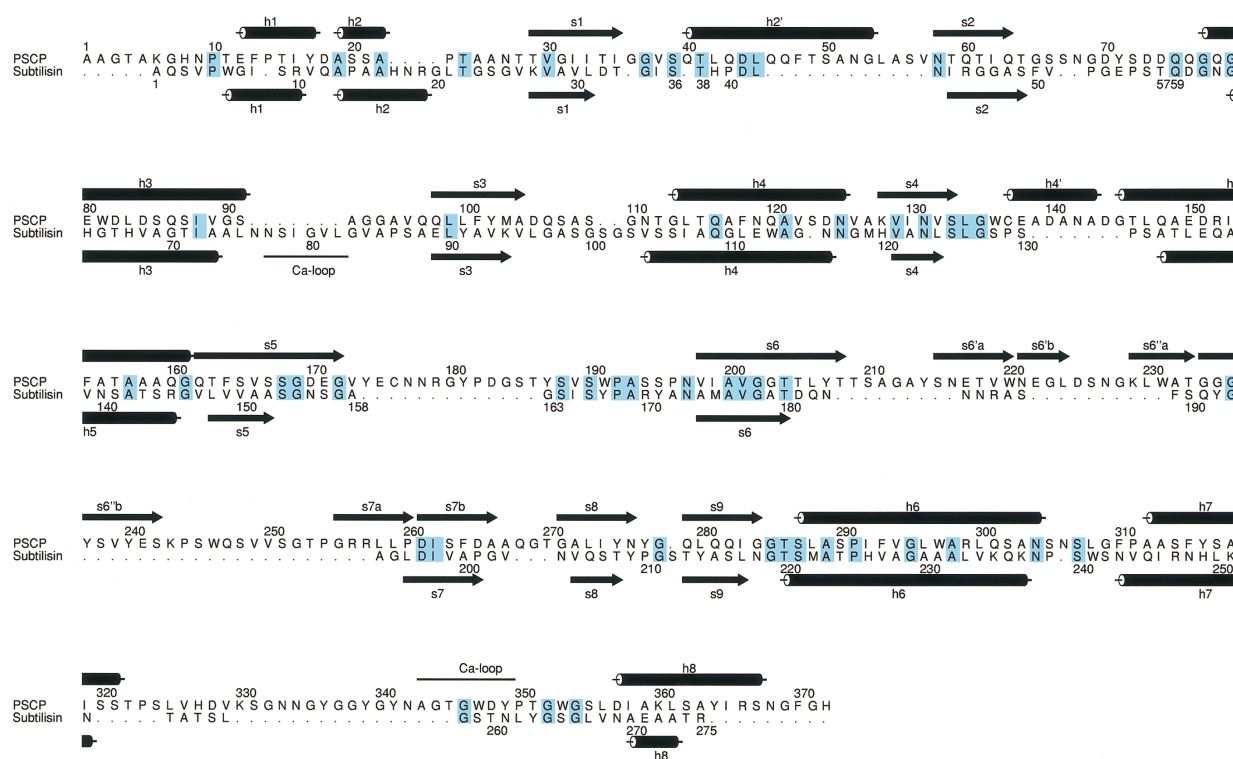 h1 h2 s1 h2' s2
1 10 20 30 40 50 60 70
PSCP A A G T A K G H N P T E F P T I Y D A S S A . . . . P T A A N T T V G I I T I G G V S Q T L Q D L Q Q F T S A N G L A S V N T Q T I Q T G S S N G D Y S D D Q Q G Q G
Subtilisin . . . . . A Q S V P W G I . S R V Q A P A A H N R G L T G S G V K V A V L D T . G I S . T H P D L . . . . . . . . . . . . N I R G G A S F V . . P G E P S T Q D G N G
1 10 20 30 36 38 40 50 57 59
h1 h2 s1 s2
h3 s3 h4 s4 h4' h
80 90 100 110 120 130 140 150
PSCP E W D L D S Q S I V G S . . . . . . . A G G A V Q Q L L F Y M A D Q S A S . . G N T G L T Q A F N Q A V S D N V A K V I N V S L G W C E A D A N A D G T L Q A E D R I
Subtilisin H G T H V A G T I A A L N N S I G V L G V A P S A E L Y A V K V L G A S G S G S V S S I A Q G L E W A G . N N G M H V A N L S L G S P S . . . . . . . P S A T L E Q A
70 80 90 100 110 120 130
h3 Ca-loop s3 h4 s4
s5 s6 s6'a s6'b s6"a
160 170 180 190 200 210 220 230
PSCP F A T A A A Q G Q T F S V S S G D E G V Y E C N N R G Y P D G S T Y S V S W P A S S P N V I A V G G T T L Y T T S A G A Y S N E T V W N E G L D S N G K L W A T G G G
Subtilisin V N S A T S R G V L V V A A S G N S G A . . . . . . . . . . . . . G S I S Y P A R Y A N A M A V G A T D Q N . . . . . . . . . N N R A S . . . . . . . . . . F S Q Y G
140 150 158 163 170 180 190
h5 s5 s6
s6"b s7a s7b s8 s9 h6 h7
240 250 260 270 280 290 300 310
PSCP Y S V Y E S K P S W Q S V V S G T P G R R L L P D I S F D A A Q G T G A L I Y N Y G S Q L Q Q I G G T S L A S P I F V G L W A R L Q S A N S N S L G F P A A S F Y S A
Subtilisin . . . . . . . . . . . . . . . . . . . . . A G L D I V A P G V . . . N V Q S T Y P G S T Y A S L N G T S M A T P H V A G A A A L V K Q K N P . S W S N V Q I R N H L K
200 210 220 230 240 250
s7 s8 s9 h6 h7
Ca-loop h8
320 330 340 350 360 370
PSCP I S S T P S L V H D V K S G N N G Y G G Y G Y N A G T G W D Y P T G W G S L D I A K L S A Y I R S N G F G H
Subtilisin N . . . . . T A T S L . . . . . . . . . . . . . . . . G S T N L Y G S G L V N A E A A T R . . . . . . . . .
260 270 275
h8